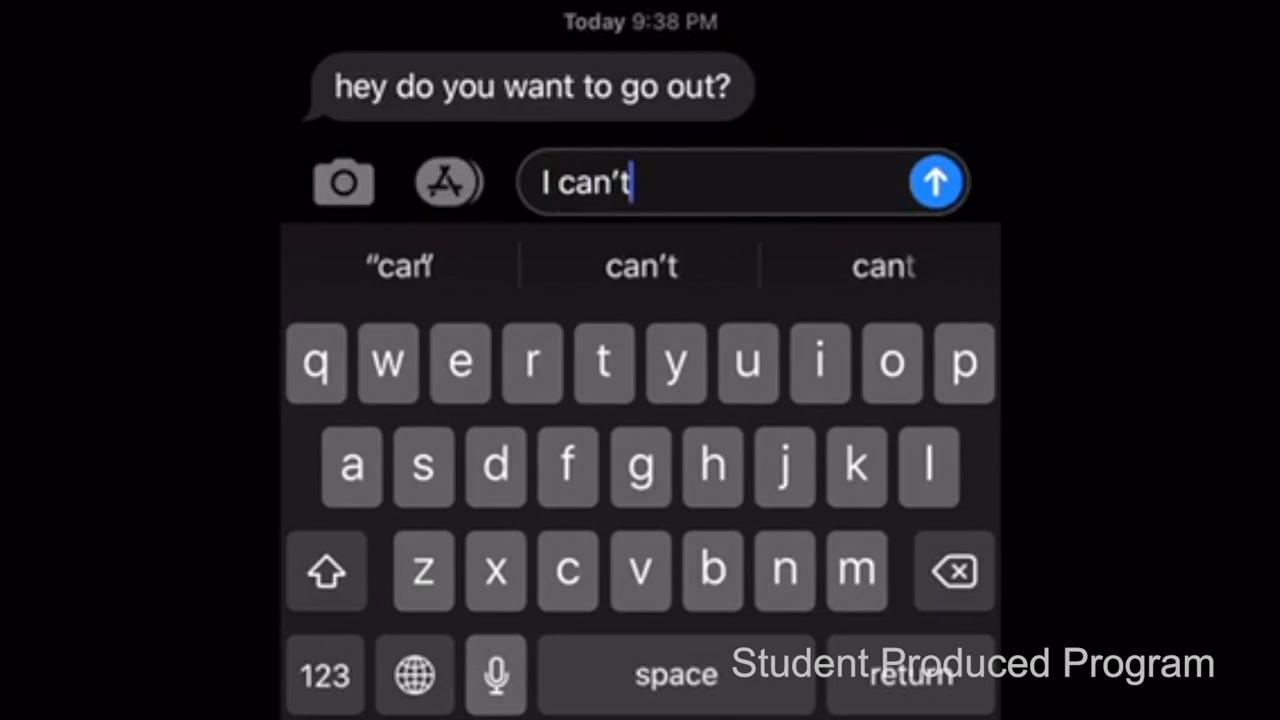 Today 9:38 PM
hey do you want to go out?
I can't
can't
cant
q w e r t y u i o p
a s d f g h j k l
z x c v b n m
123 space return
Student Produced Program